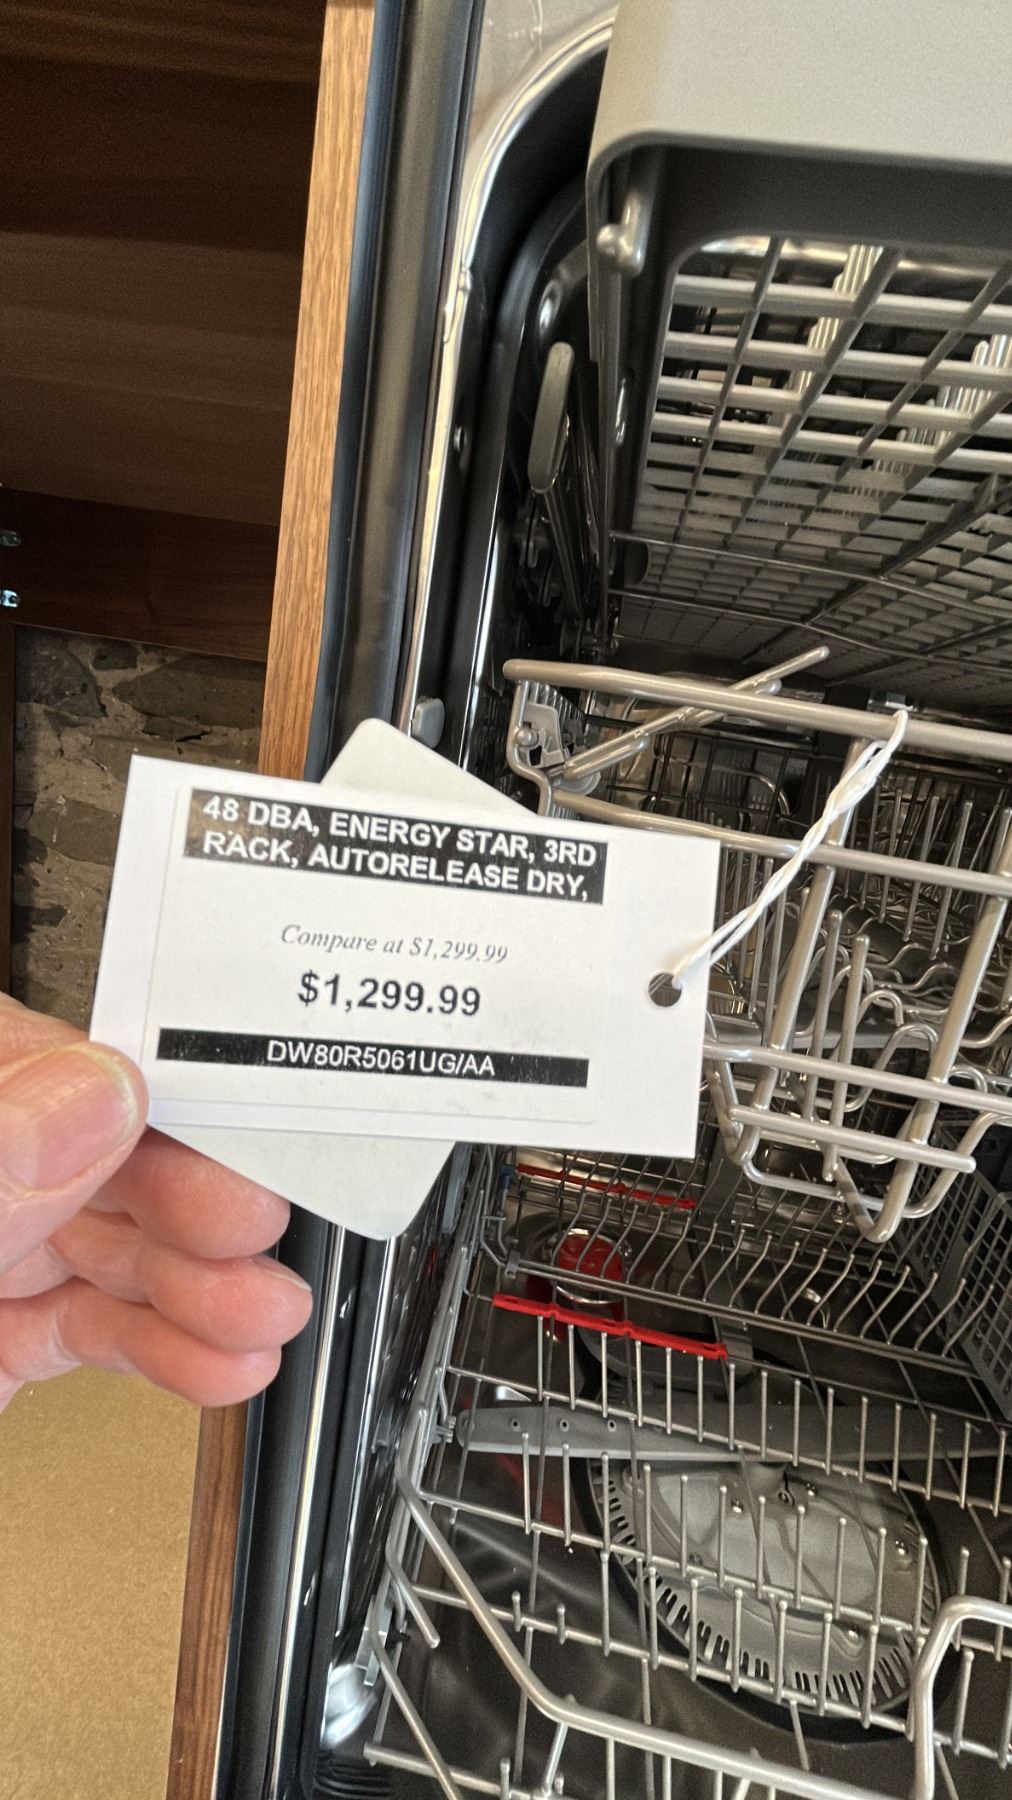 48 DBA, ENERGY STAR, 3RD
RACK, AUTORELEASE DRY,
Compare at $1,299.99
$1,299.99
DW80R5061UG/AA